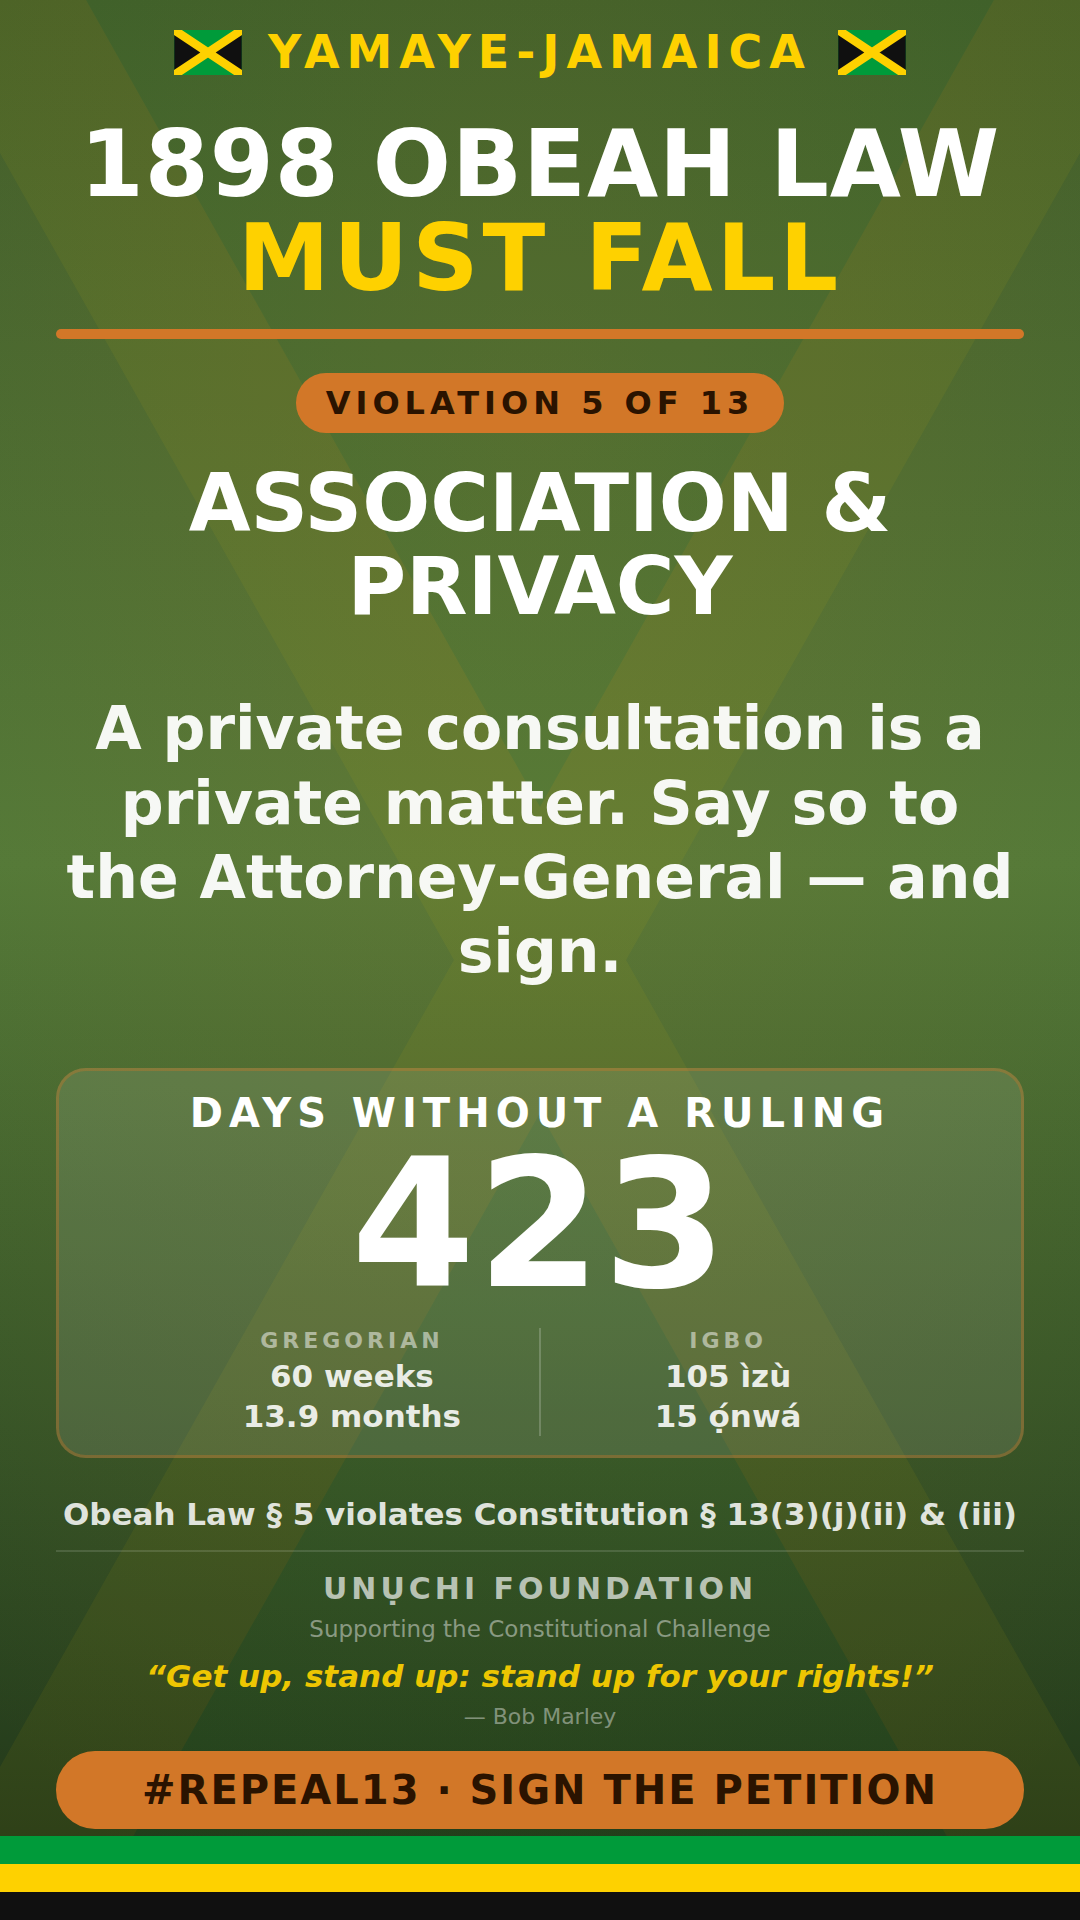 YAMAYE-JAMAICA
1898 OBEAH LAW
MUST FALL
VIOLATION 5 OF 13
ASSOCIATION &
PRIVACY
A private consultation is a
private matter. Say so to
the Attorney-General — and
sign.
DAYS WITHOUT A RULING
423
GREGORIAN
60 weeks
13.9 months
IGBO
105 ìzù
15 ọ́nwá
Obeah Law § 5 violates Constitution § 13(3)(j)(ii) & (iii)
UNỤCHI FOUNDATION
Supporting the Constitutional Challenge
“Get up, stand up: stand up for your rights!”
— Bob Marley
#REPEAL13 · SIGN THE PETITION